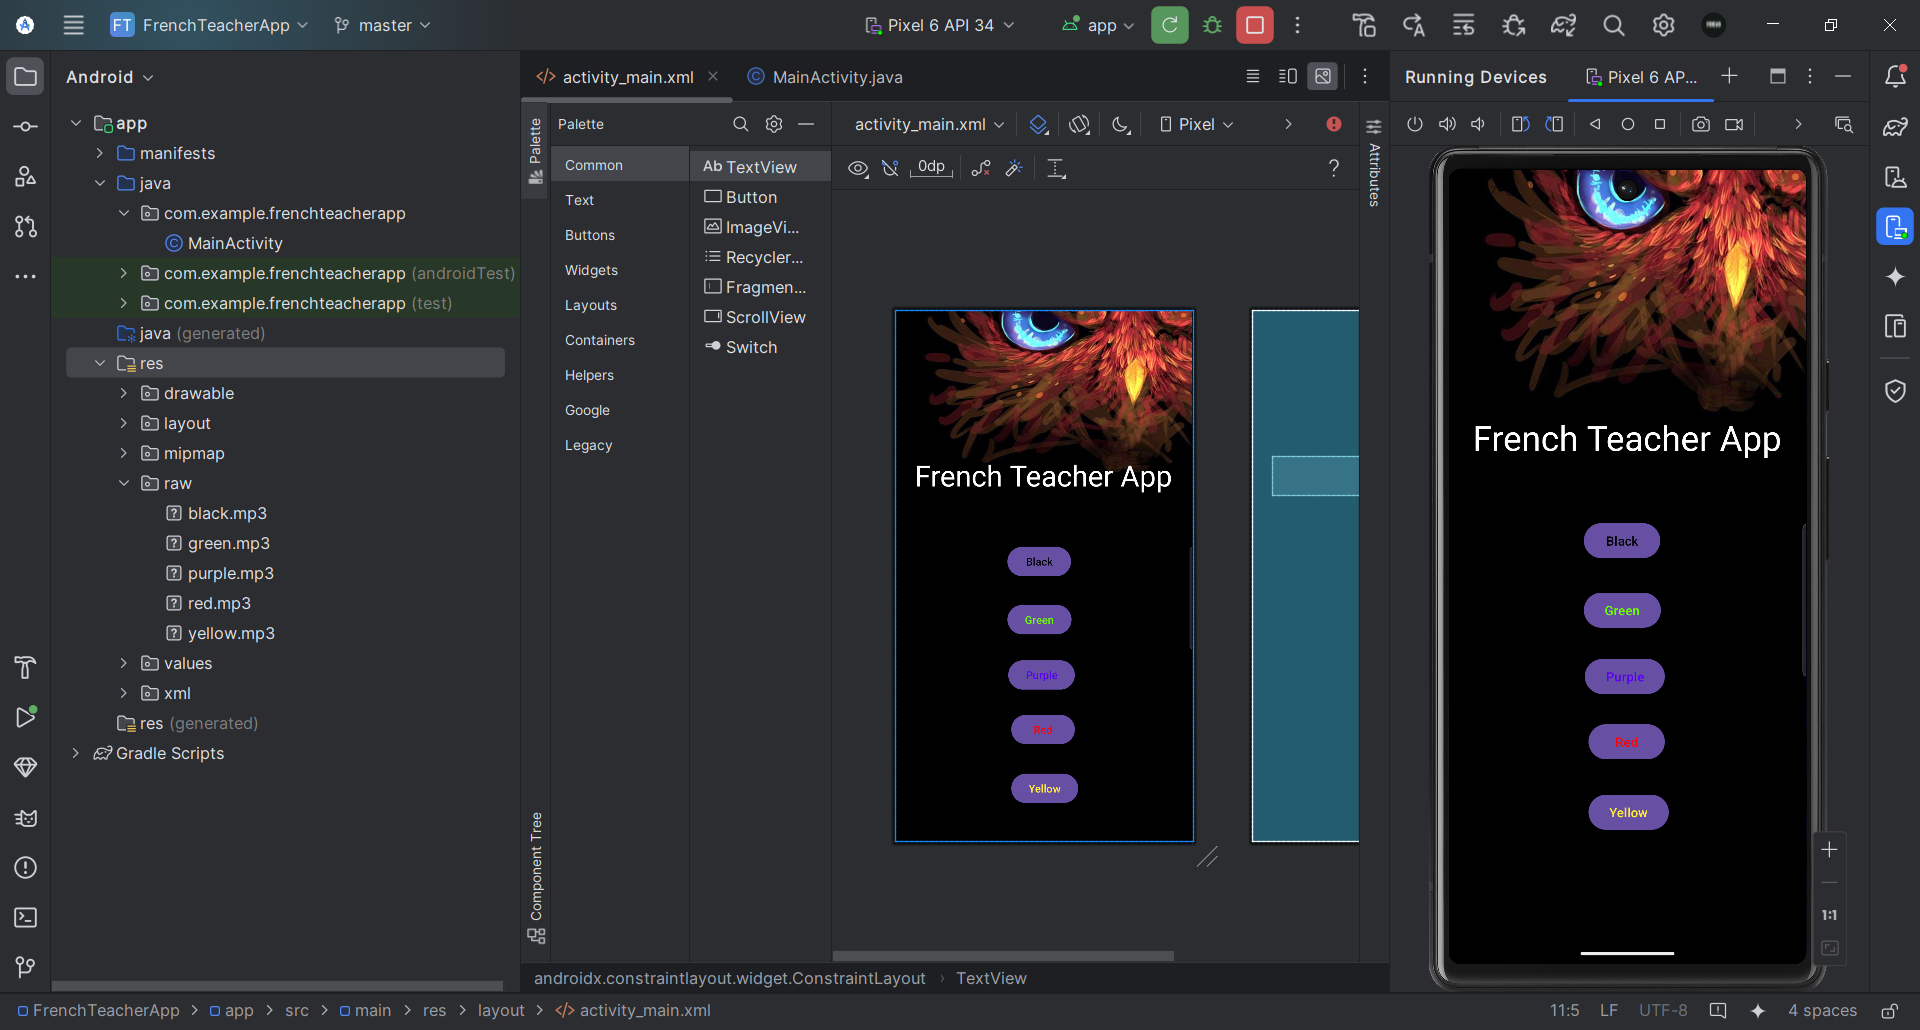 FT FrenchTeacherApp master Pixel 6 API 34 app
Android
app
manifests
java
com.example.frenchteacherapp
MainActivity
com.example.frenchteacherapp (androidTest)
com.example.frenchteacherapp (test)
java (generated)
res
drawable
layout
mipmap
raw
black.mp3
green.mp3
purple.mp3
red.mp3
yellow.mp3
values
xml
res (generated)
Gradle Scripts
activity_main.xml MainActivity.java
Palette
Component Tree
Palette
Common
Text
Buttons
Widgets
Layouts
Containers
Helpers
Google
Legacy
Ab TextView
Button
ImageVi...
Recycler...
Fragmen...
ScrollView
Switch
activity_main.xml Pixel
0dp ?
French Teacher App
Black
Green
Purple
Red
Yellow
Attributes
androidx.constraintlayout.widget.ConstraintLayout TextView
Running Devices Pixel 6 AP...
French Teacher App
Black
Green
Purple
Red
Yellow
1:1
FrenchTeacherApp app src main res layout activity_main.xml 11:5 LF UTF-8 4 spaces